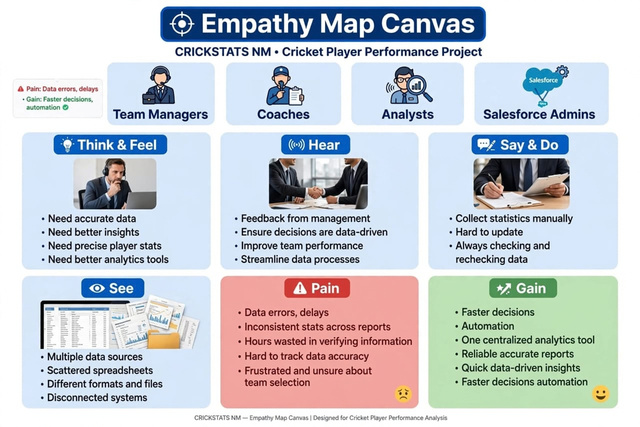 Empathy Map Canvas
CRICKSTATS NM • Cricket Player Performance Project
Pain: Data errors, delays
• Gain: Faster decisions,
automation
Team Managers
Coaches
Analysts
Salesforce
Salesforce Admins
Think & Feel
• Need accurate data
• Need better insights
• Need precise player stats
• Need better analytics tools
Hear
• Feedback from management
• Ensure decisions are data-driven
• Improve team performance
• Streamline data processes
Say & Do
• Collect statistics manually
• Hard to update
• Always checking and
rechecking data
See
• Multiple data sources
• Scattered spreadsheets
• Different formats and files
• Disconnected systems
Pain
• Data errors, delays
• Inconsistent stats across reports
• Hours wasted in verifying information
• Hard to track data accuracy
• Frustrated and unsure about
team selection
Gain
• Faster decisions
• Automation
• One centralized analytics tool
• Reliable accurate reports
• Quick data-driven insights
• Faster decisions automation
CRICKSTATS NM — Empathy Map Canvas | Designed for Cricket Player Performance Analysis